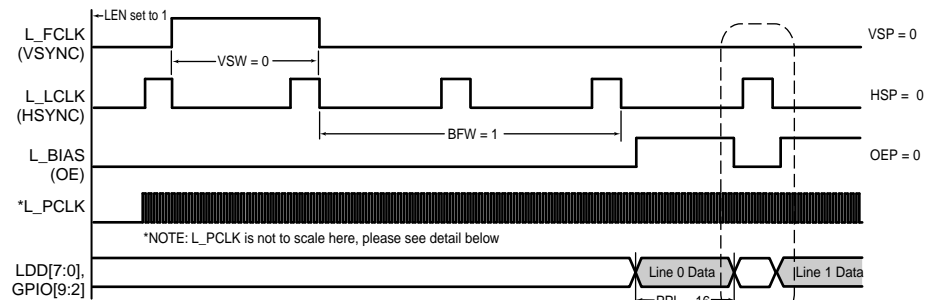 LEN set to 1
L_FCLK
(VSYNC)
VSP = 0
VSW = 0
L_LCLK
(HSYNC)
HSP = 0
BFW = 1
L_BIAS
(OE)
OEP = 0
*L_PCLK
*NOTE: L_PCLK is not to scale here, please see detail below
LDD[7:0],
GPIO[9:2]
Line 0 Data
Line 1 Data